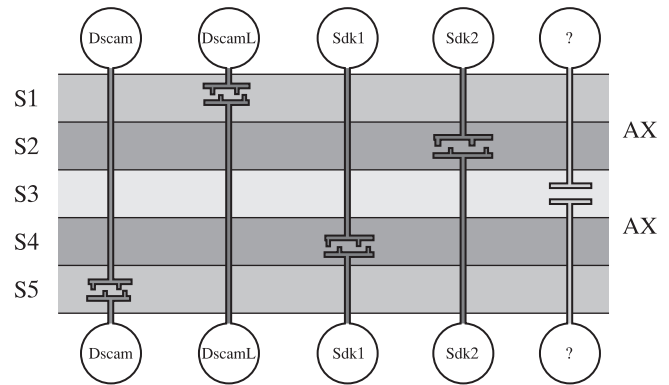 Dscam DscamL Sdk1 Sdk2 ?
S1
AX
S2
S3
AX
S4
S5
Dscam DscamL Sdk1 Sdk2 ?